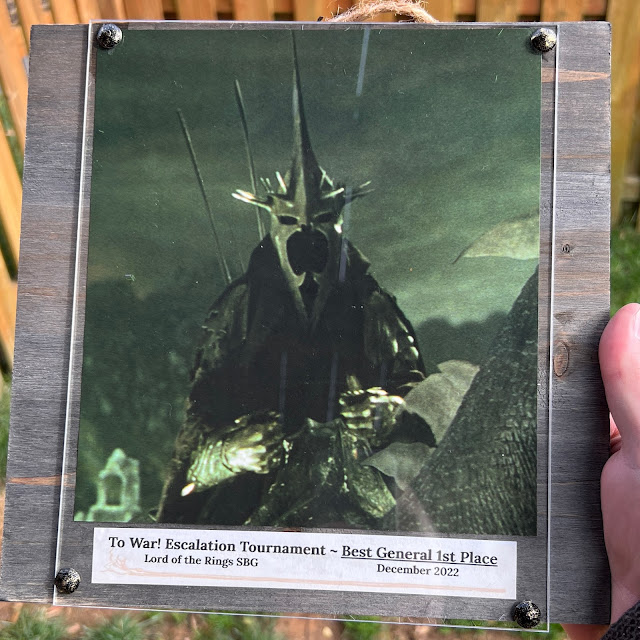 To War! Escalation Tournament ~ Best General 1st Place
Lord of the Rings SBG December 2022